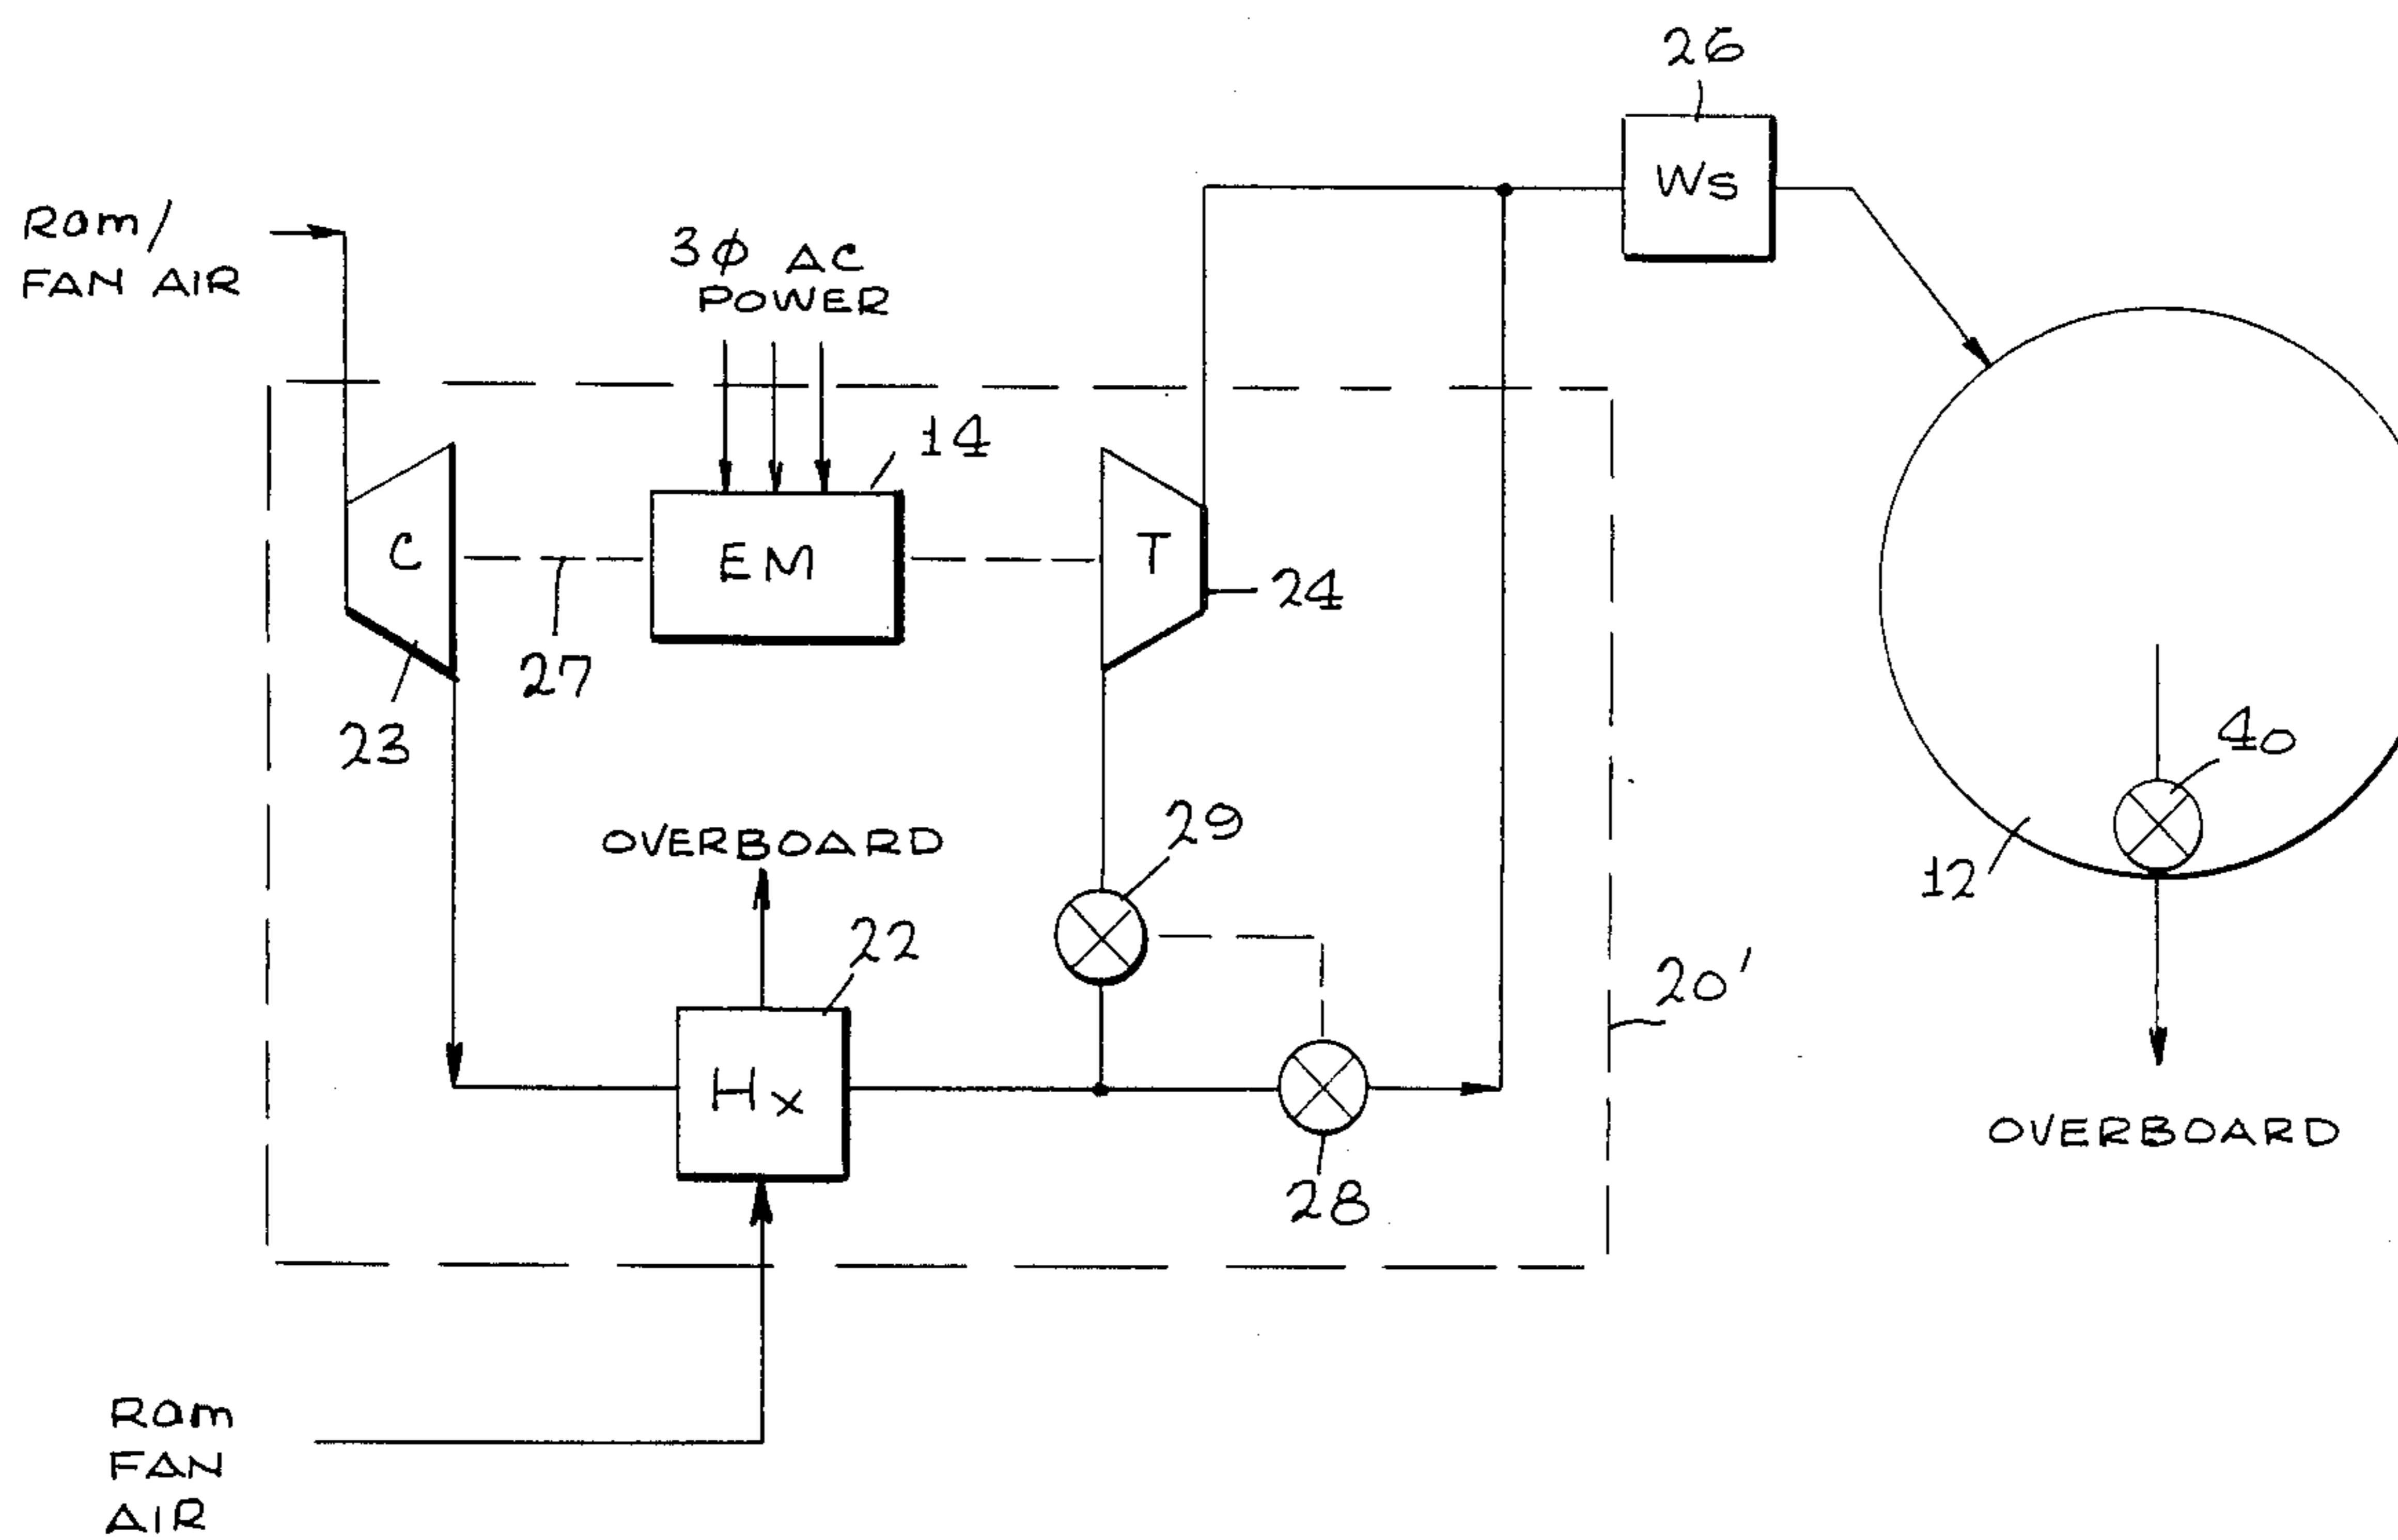 26
WS
Ram/
FAN AIR
3φ AC
POWER
14
C
EM
T
24
27
23
40
29
OVERBOARD
12
22
20'
Hx
OVERBOARD
28
Ram
FAN
AIR